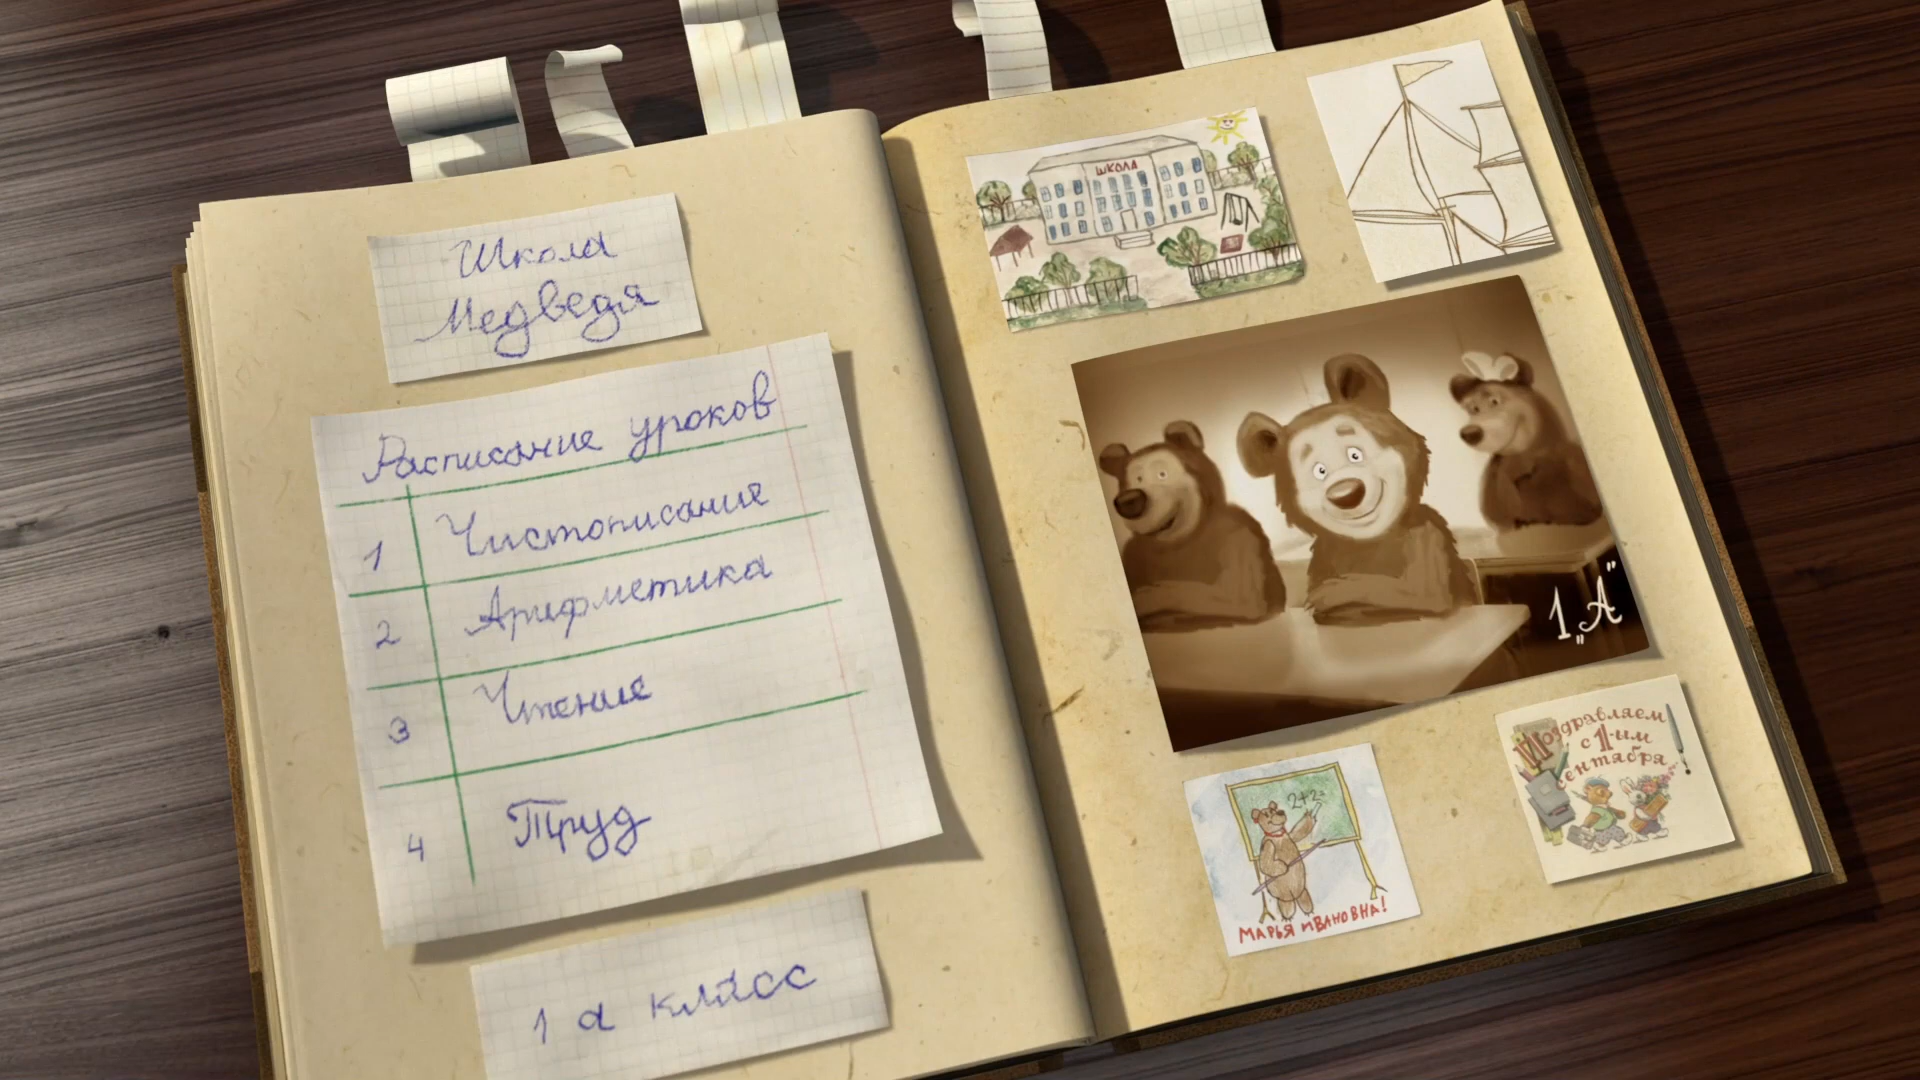 Школа
Медведя
Расписание уроков
1 Чистописание
2 Арифметика
3 Чтение
4 Труд
1 а класс
ШКОЛА
1 „А"
2+2=
МАРЬЯ ИВАНОВНА!
Поздравляем
с 1-ым
сентября